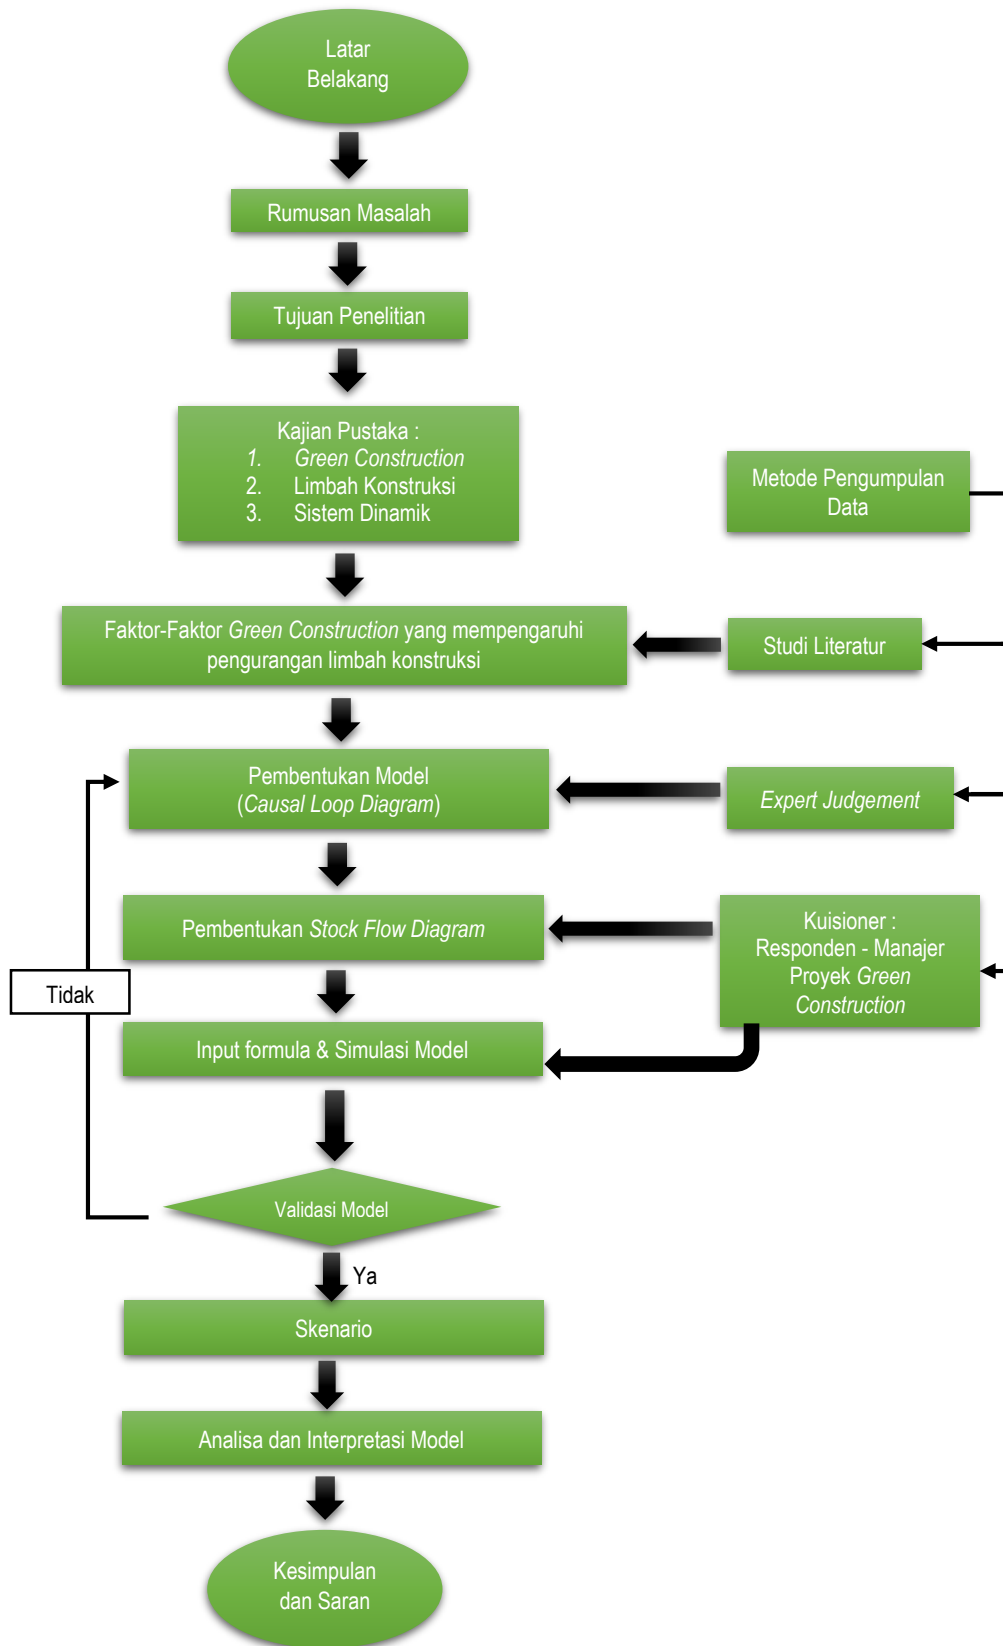 Latar
Belakang
Rumusan Masalah
Tujuan Penelitian
Kajian Pustaka :
1. Green Construction
2. Limbah Konstruksi
3. Sistem Dinamik
Metode Pengumpulan
Data
Faktor-Faktor Green Construction yang mempengaruhi
pengurangan limbah konstruksi
Studi Literatur
Pembentukan Model
(Causal Loop Diagram)
Expert Judgement
Pembentukan Stock Flow Diagram
Kuisioner :
Responden - Manajer
Proyek Green
Construction
Tidak
Input formula & Simulasi Model
Validasi Model
Ya
Skenario
Analisa dan Interpretasi Model
Kesimpulan
dan Saran